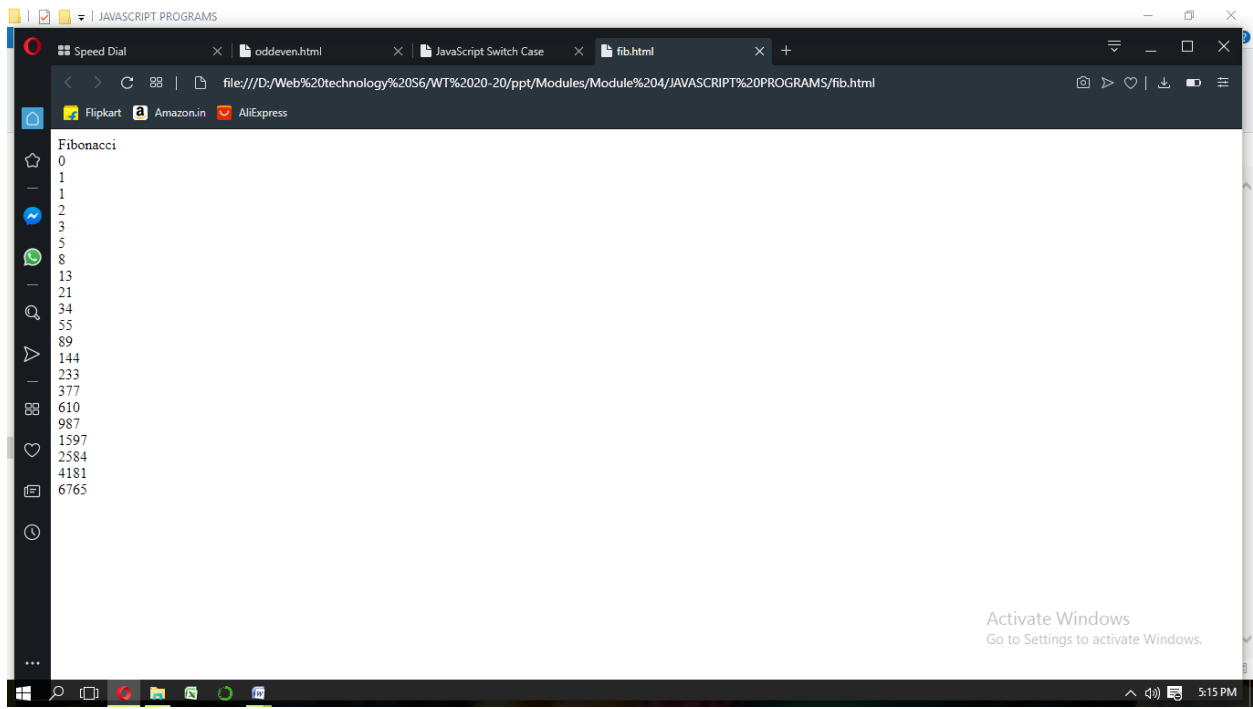 JAVASCRIPT PROGRAMS
Speed Dial
oddeven.html
JavaScript Switch Case
fib.html
file:///D:/Web%20technology%20S6/WT%2020-20/ppt/Modules/Module%204/JAVASCRIPT%20PROGRAMS/fib.html
Flipkart
Amazon.in
AliExpress
Fibonacci
0
1
1
2
3
5
8
13
21
34
55
89
144
233
377
610
987
1597
2584
4181
6765
Activate Windows
Go to Settings to activate Windows.
5:15 PM